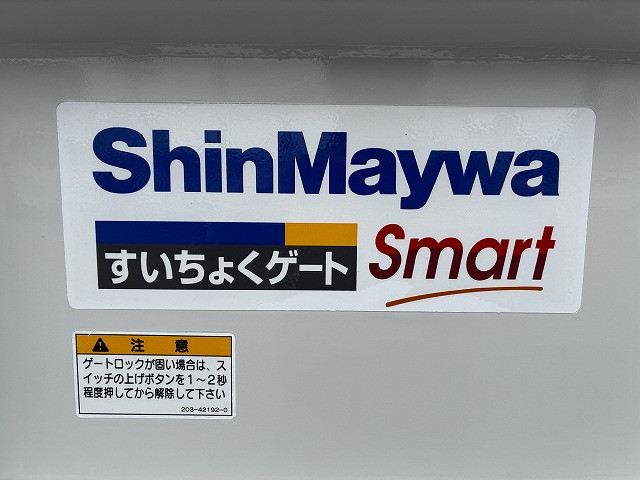 ShinMaywa
すいちょくゲート Smart
注意
ゲートロックが固い場合は、ス
イッチの上げボタンを1～2秒
程度押してから解除して下さい
203-42192-0